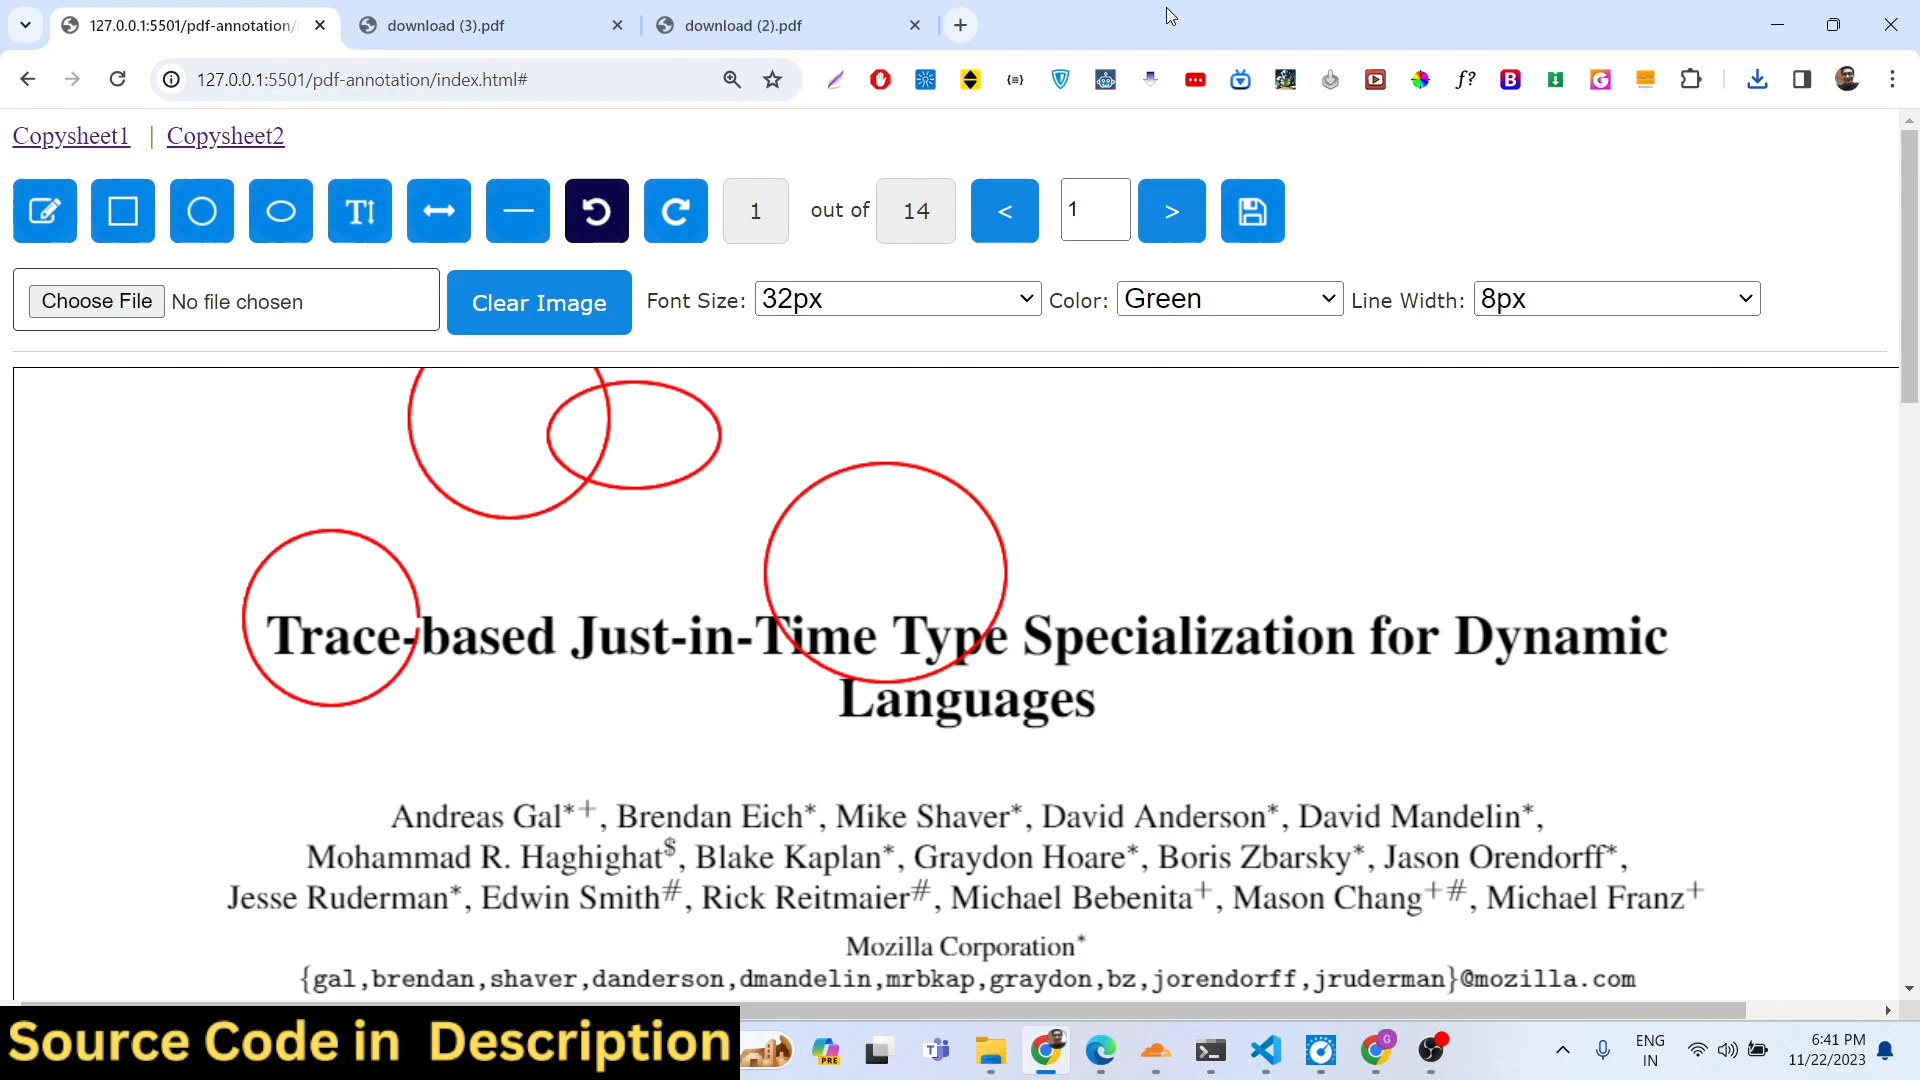 127.0.0.1:5501/pdf-annotation/
download (3).pdf
download (2).pdf
127.0.0.1:5501/pdf-annotation/index.html#
Copysheet1 | Copysheet2
1 out of 14 < 1 >
Choose File No file chosen Clear Image Font Size: 32px Color: Green Line Width: 8px
Trace-based Just-in-Time Type Specialization for Dynamic
Languages
Andreas Gal*+, Brendan Eich*, Mike Shaver*, David Anderson*, David Mandelin*,
Mohammad R. Haghighat$, Blake Kaplan*, Graydon Hoare*, Boris Zbarsky*, Jason Orendorff*,
Jesse Ruderman*, Edwin Smith#, Rick Reitmaier#, Michael Bebenita+, Mason Chang+#, Michael Franz+
Mozilla Corporation*
{gal,brendan,shaver,danderson,dmandelin,mrbkap,graydon,bz,jorendorff,jruderman}@mozilla.com
Source Code in Description
PRE
ENG
IN
6:41 PM
11/22/2023